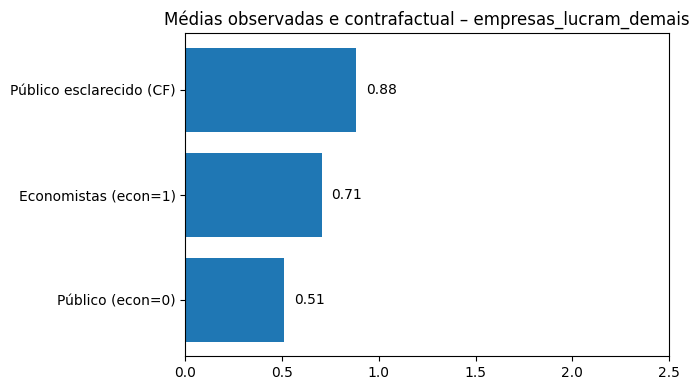 Médias observadas e contrafactual – empresas_lucram_demais
Público esclarecido (CF)
0.88
Economistas (econ=1)
0.71
Público (econ=0)
0.51
0.0 0.5 1.0 1.5 2.0 2.5